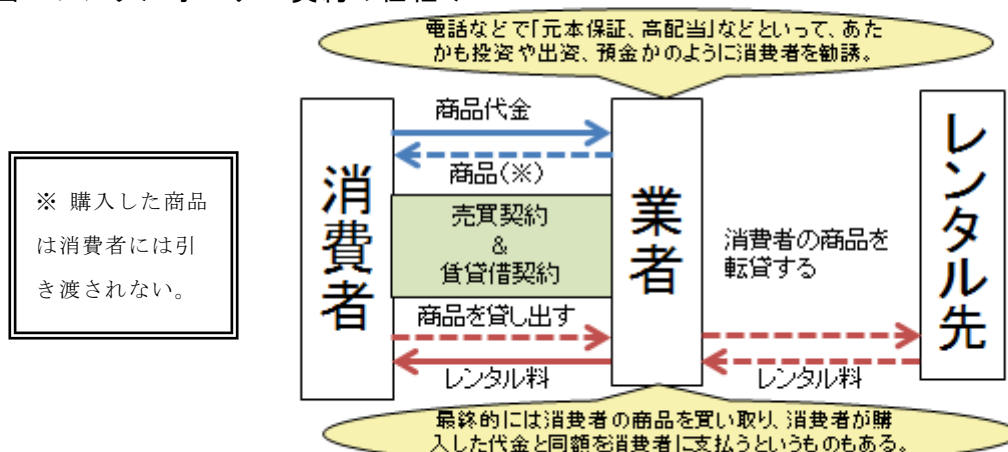 電話などで「元本保証、高配当」などといって、あた
かも投資や出資、預金かのように消費者を勧誘。
商品代金
商品(※)
消費者
売買契約
&
賃貸借契約
業者
消費者の商品を
転貸する
レンタル先
※ 購入した商品
は消費者には引
き渡されない。
商品を貸し出す
レンタル料
レンタル料
最終的には消費者の商品を買い取り、消費者が購
入した代金と同額を消費者に支払うというものもある。